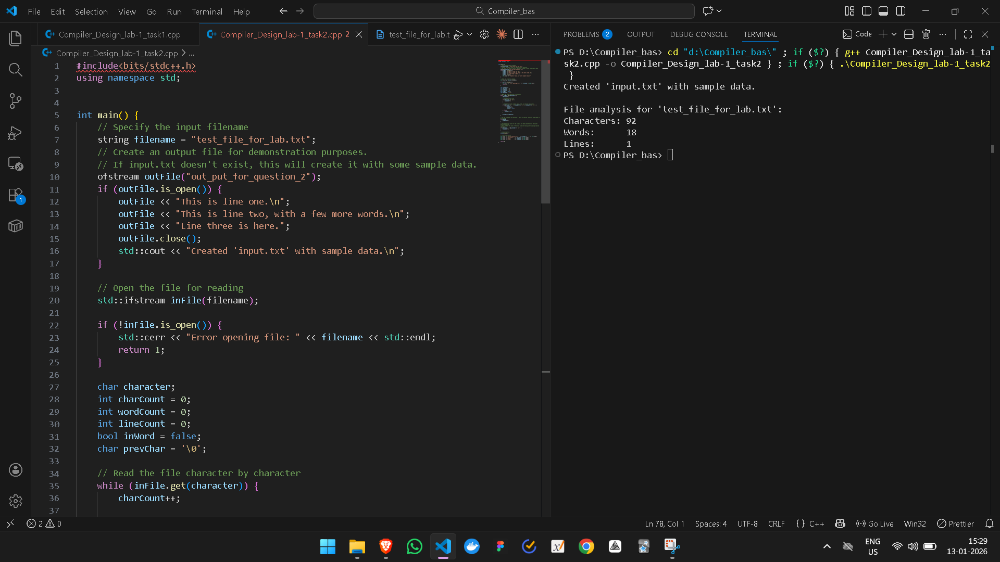 File Edit Selection View Go Run Terminal Help
Compiler_bas
Compiler_Design_lab-1_task1.cpp
Compiler_Design_lab-1_task2.cpp 2
test_file_for_lab.t
Compiler_Design_lab-1_task2.cpp > ...
1 #include<bits/stdc++.h>
2 using namespace std;
3
4
5 int main() {
6 // Specify the input filename
7 string filename = "test_file_for_lab.txt";
8 // Create an output file for demonstration purposes.
9 // If input.txt doesn't exist, this will create it with some sample data.
10 ofstream outFile("out_put_for_question_2");
11 if (outFile.is_open()) {
12 outFile << "This is line one.\n";
13 outFile << "This is line two, with a few more words.\n";
14 outFile << "Line three is here.";
15 outFile.close();
16 std::cout << "Created 'input.txt' with sample data.\n";
17 }
18
19 // Open the file for reading
20 std::ifstream inFile(filename);
21
22 if (!inFile.is_open()) {
23 std::cerr << "Error opening file: " << filename << std::endl;
24 return 1;
25 }
26
27 char character;
28 int charCount = 0;
29 int wordCount = 0;
30 int lineCount = 0;
31 bool inWord = false;
32 char prevChar = '\0';
33
34 // Read the file character by character
35 while (inFile.get(character)) {
36 charCount++;
37
PROBLEMS 2 OUTPUT DEBUG CONSOLE TERMINAL
Code
PS D:\Compiler_bas> cd "d:\Compiler_bas\" ; if ($?) { g++ Compiler_Design_lab-1_ta
sk2.cpp -o Compiler_Design_lab-1_task2 } ; if ($?) { .\Compiler_Design_lab-1_task2
}
Created 'input.txt' with sample data.
File analysis for 'test_file_for_lab.txt':
Characters: 92
Words: 18
Lines: 1
PS D:\Compiler_bas>
1
2 0
Ln 78, Col 1 Spaces: 4 UTF-8 CRLF {} C++ Go Live Win32 Prettier
ENG
US
15:29
13-01-2026